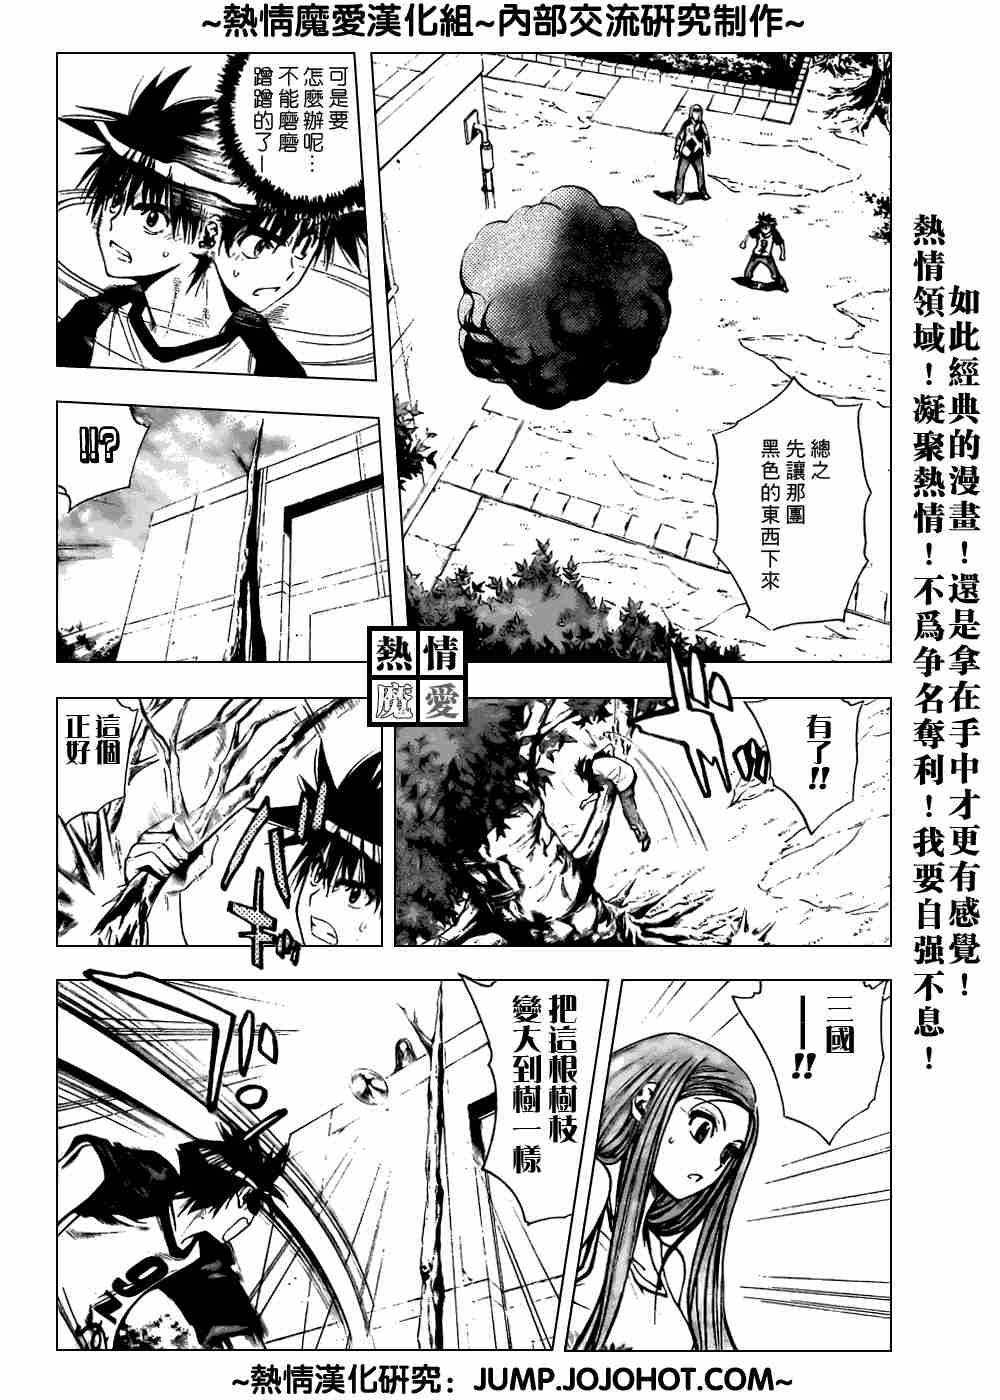 ~熱情魔愛漢化組~內部交流研究制作~
總之
先讓那團
黑色的東西下來
可是要
怎麼辦呢…
不能磨磨
蹭蹭的了—
!!?
熱情
魔愛
有了!!
這個
正好
三國
——!!
把這根樹枝
變大到樹一樣
92
如此經典的漫畫！還是拿在手中才更有感覺！
熱情領域！凝聚熱情！不爲争名奪利！我要自强不息！
~熱情漢化研究：JUMP.JOJOHOT.COM~